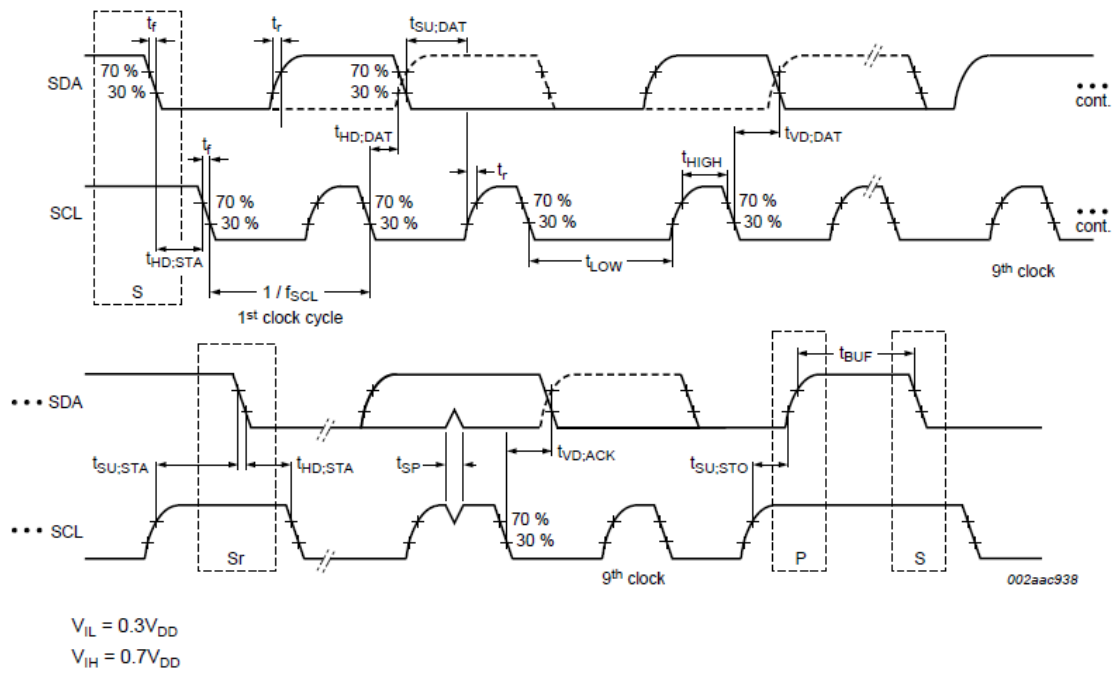 tf tr tSU;DAT
SDA 70 % 30 % 70 % 30 % cont.
tf tHD;DAT tr tHIGH tVD;DAT
SCL 70 % 30 % 70 % 30 % 70 % 30 % 70 % 30 % cont.
tHD;STA tLOW 9th clock
S 1 / fSCL
1st clock cycle
tBUF
••• SDA
tSU;STA tHD;STA tSP tVD;ACK tSU;STO
••• SCL 70 % 30 %
Sr 9th clock P S
002aac938
VIL = 0.3VDD
VIH = 0.7VDD